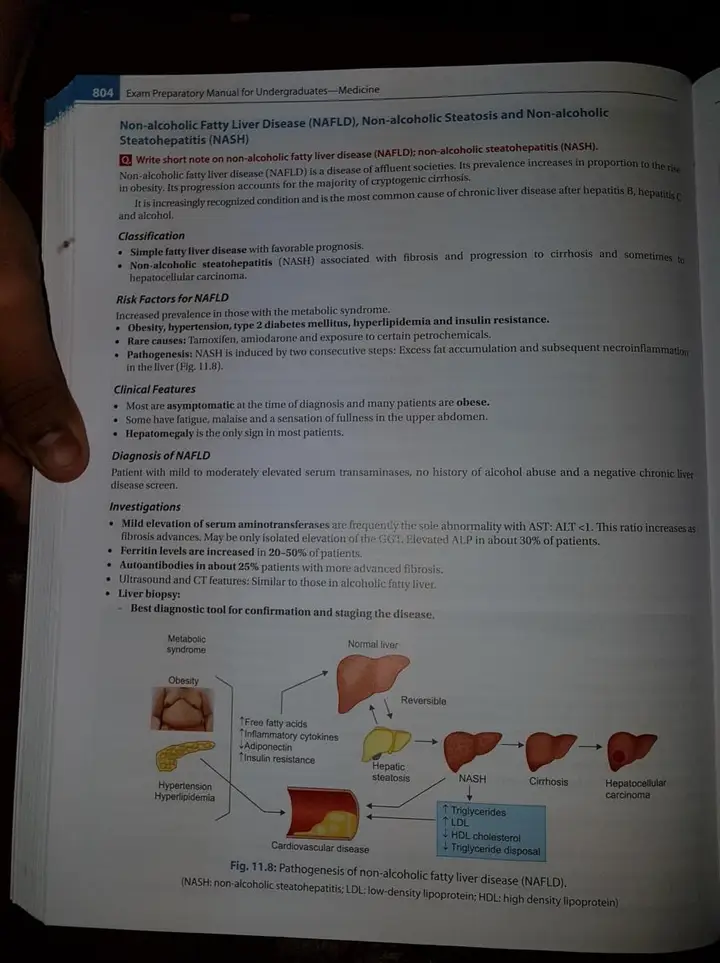 804 Exam Preparatory Manual for Undergraduates—Medicine
Non-alcoholic Fatty Liver Disease (NAFLD), Non-alcoholic Steatosis and Non-alcoholic
Steatohepatitis (NASH)
Q. Write short note on non-alcoholic fatty liver disease (NAFLD); non-alcoholic steatohepatitis (NASH).
Non-alcoholic fatty liver disease (NAFLD) is a disease of affluent societies. Its prevalence increases in proportion to the rise
in obesity. Its progression accounts for the majority of cryptogenic cirrhosis.
It is increasingly recognized condition and is the most common cause of chronic liver disease after hepatitis B, hepatitis C
and alcohol.
Classification
• Simple fatty liver disease with favorable prognosis.
• Non-alcoholic steatohepatitis (NASH) associated with fibrosis and progression to cirrhosis and sometimes to
hepatocellular carcinoma.
Risk Factors for NAFLD
Increased prevalence in those with the metabolic syndrome.
• Obesity, hypertension, type 2 diabetes mellitus, hyperlipidemia and insulin resistance.
• Rare causes: Tamoxifen, amiodarone and exposure to certain petrochemicals.
• Pathogenesis: NASH is induced by two consecutive steps: Excess fat accumulation and subsequent necroinflammation
in the liver (Fig. 11.8).
Clinical Features
• Most are asymptomatic at the time of diagnosis and many patients are obese.
• Some have fatigue, malaise and a sensation of fullness in the upper abdomen.
• Hepatomegaly is the only sign in most patients.
Diagnosis of NAFLD
Patient with mild to moderately elevated serum transaminases, no history of alcohol abuse and a negative chronic liver
disease screen.
Investigations
• Mild elevation of serum aminotransferases are frequently the sole abnormality with AST: ALT <1. This ratio increases as
fibrosis advances. May be only isolated elevation of the GGT. Elevated ALP in about 30% of patients.
• Ferritin levels are increased in 20–50% of patients.
• Autoantibodies in about 25% patients with more advanced fibrosis.
• Ultrasound and CT features: Similar to those in alcoholic fatty liver.
• Liver biopsy:
– Best diagnostic tool for confirmation and staging the disease.
Metabolic
syndrome
Obesity
Hypertension
Hyperlipidemia
↑Free fatty acids
↑Inflammatory cytokines
↓Adiponectin
↑Insulin resistance
Normal liver
Reversible
Hepatic
steatosis
NASH
Cirrhosis
Hepatocellular
carcinoma
Cardiovascular disease
↑ Triglycerides
↑ LDL
↓ HDL cholesterol
↓ Triglyceride disposal
Fig. 11.8: Pathogenesis of non-alcoholic fatty liver disease (NAFLD).
(NASH: non-alcoholic steatohepatitis; LDL: low-density lipoprotein; HDL: high density lipoprotein)